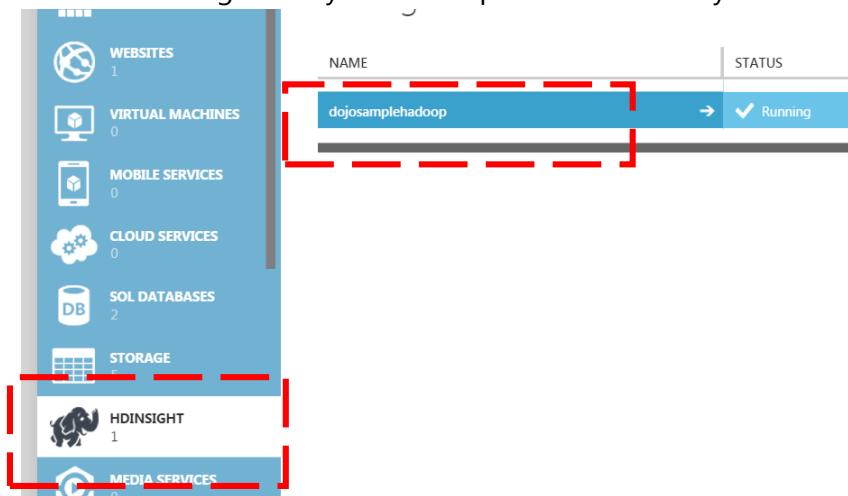 WEBSITES
1
VIRTUAL MACHINES
0
MOBILE SERVICES
0
CLOUD SERVICES
0
SQL DATABASES
2
STORAGE
HDINSIGHT
1
MEDIA SERVICES
NAME
STATUS
dojosamplehadoop
Running